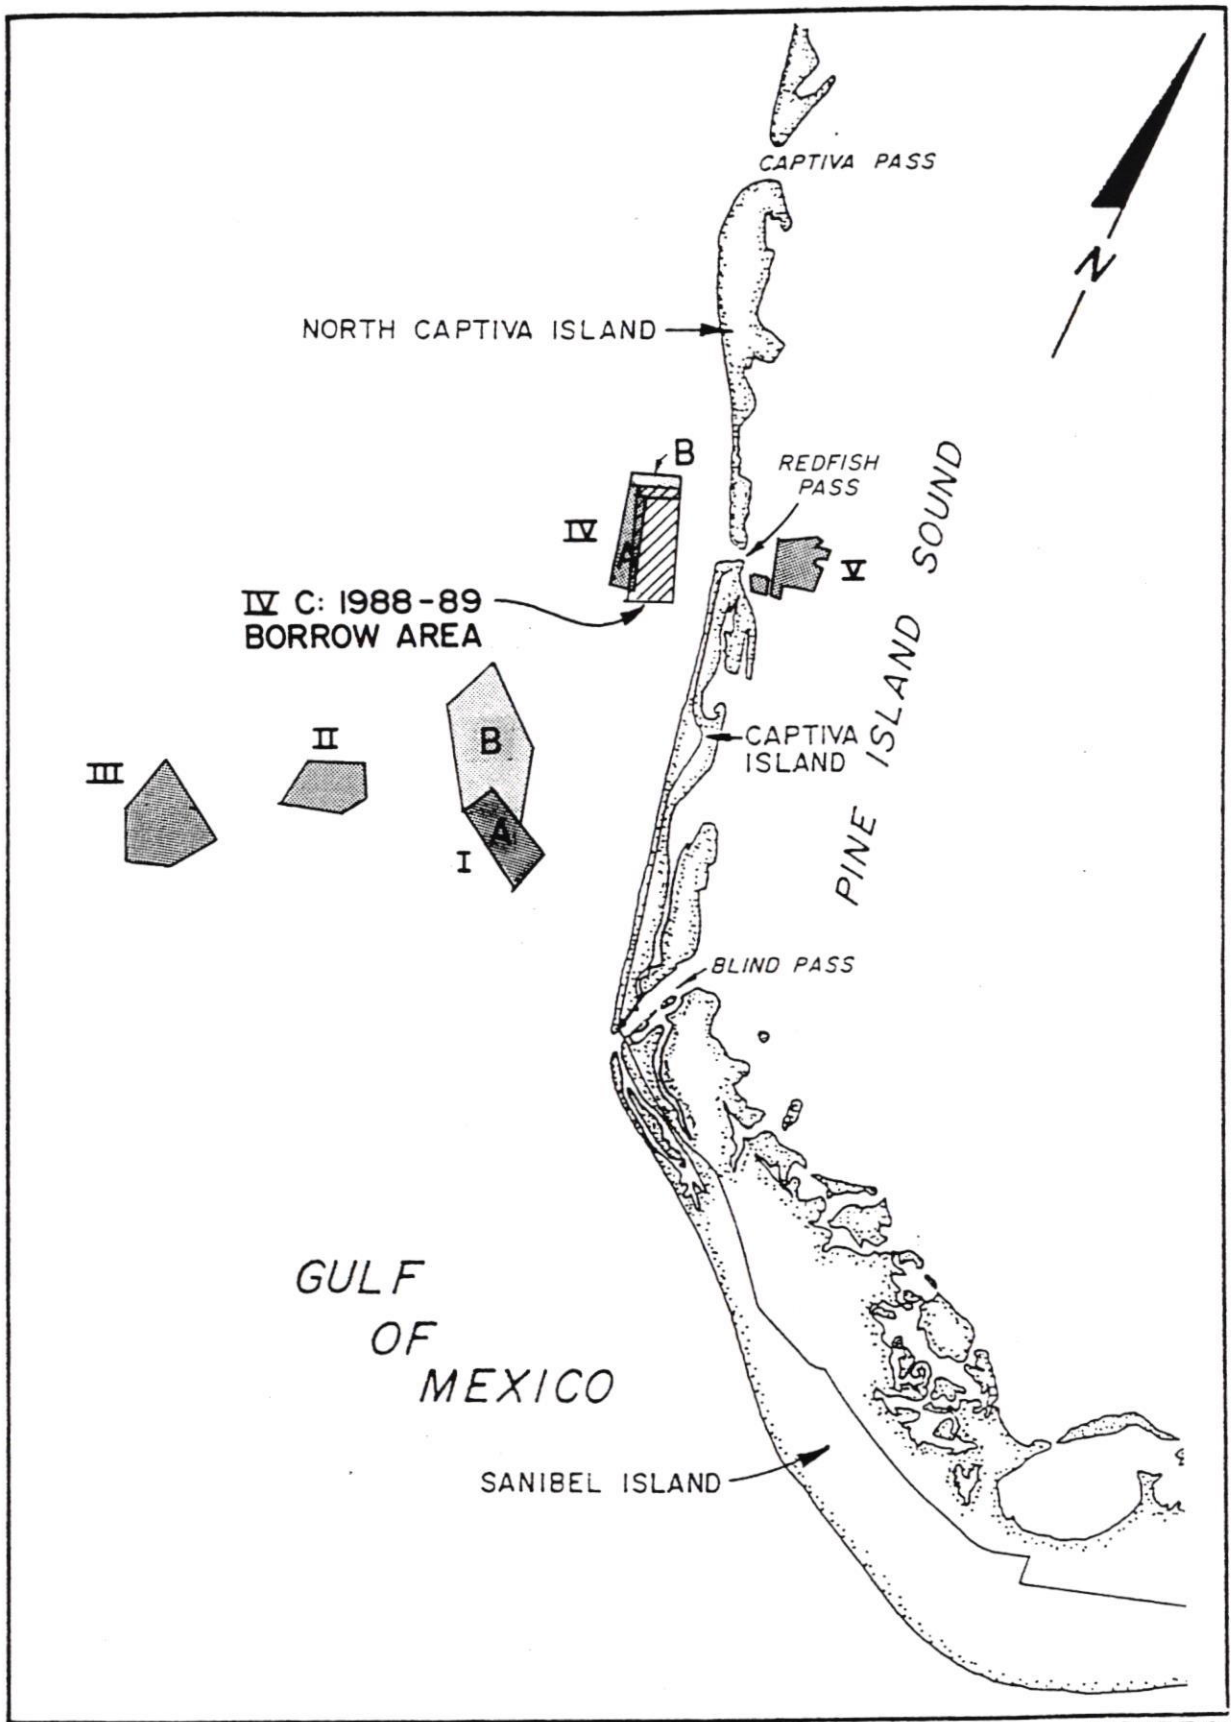 CAPTIVA PASS
N
NORTH CAPTIVA ISLAND
B
REDFISH
PASS
IV
A
V
IV C: 1988-89
BORROW AREA
PINE ISLAND SOUND
CAPTIVA
ISLAND
B
II
III
A
I
BLIND PASS
GULF
OF
MEXICO
SANIBEL ISLAND